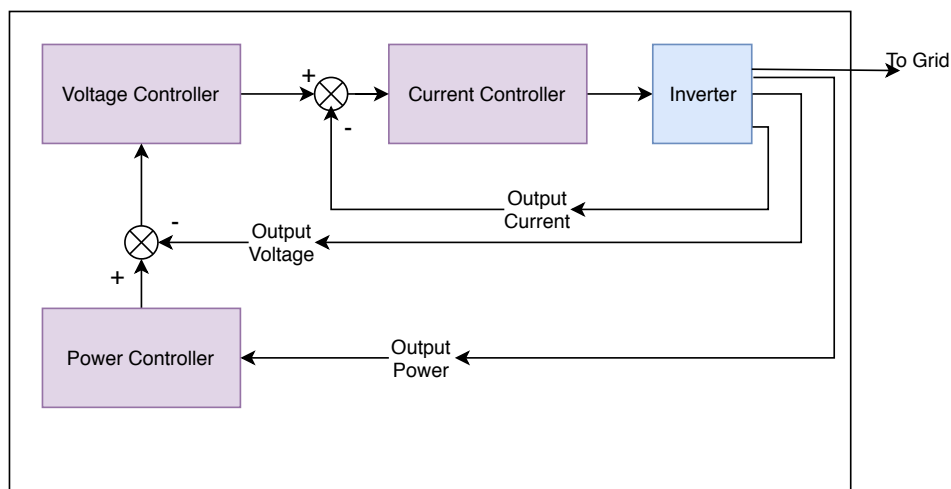 To Grid
Voltage Controller
+
-
Current Controller
Inverter
Output
Current
-
Output
Voltage
+
Power Controller
Output
Power